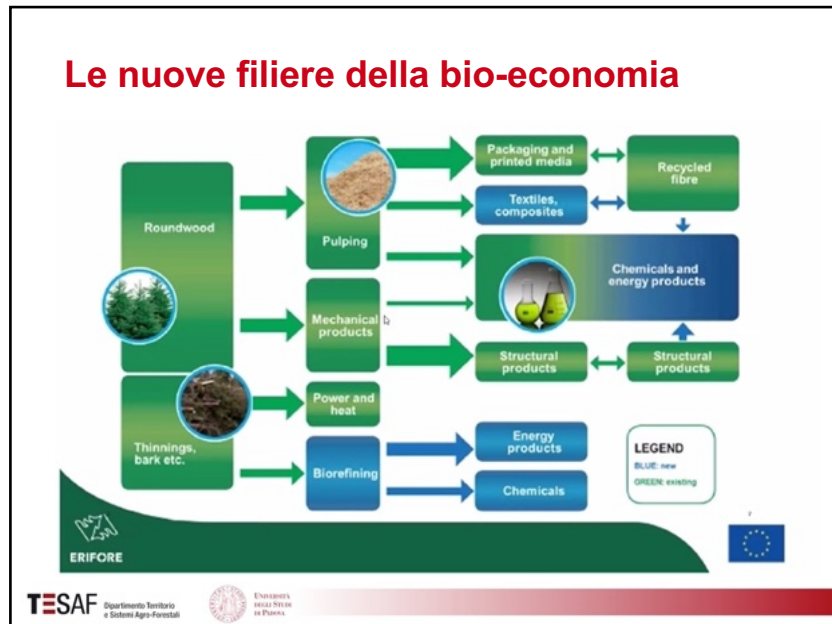 Le nuove filiere della bio-economia
Roundwood
Thinnings,
bark etc.
Pulping
Mechanical
products
Power and
heat
Biorefining
Packaging and
printed media
Textiles,
composites
Recycled
fibre
Chemicals and
energy products
Structural
products
Structural
products
Energy
products
Chemicals
LEGEND
BLUE: new
GREEN: existing
ERIFORE
TESAF
Dipartimento Territorio
e Sistemi Agro-Forestali
UNIVERSITÀ
DEGLI STUDI
DI PADOVA